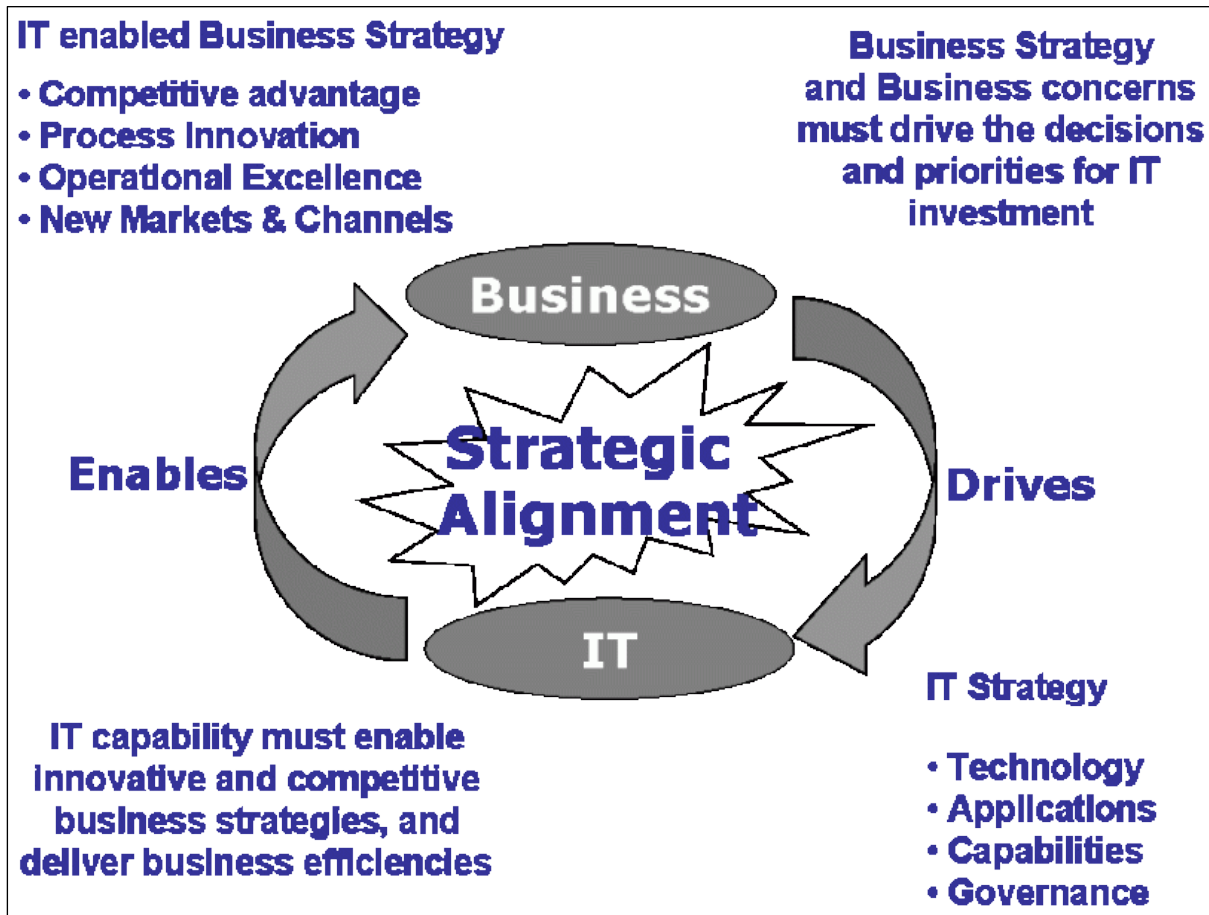 IT enabled Business Strategy
• Competitive advantage
• Process Innovation
• Operational Excellence
• New Markets & Channels
Business Strategy
and Business concerns
must drive the decisions
and priorities for IT
investment
Business
Enables
Strategic
Alignment
Drives
IT
IT capability must enable
innovative and competitive
business strategies, and
deliver business efficiencies
IT Strategy
• Technology
• Applications
• Capabilities
• Governance